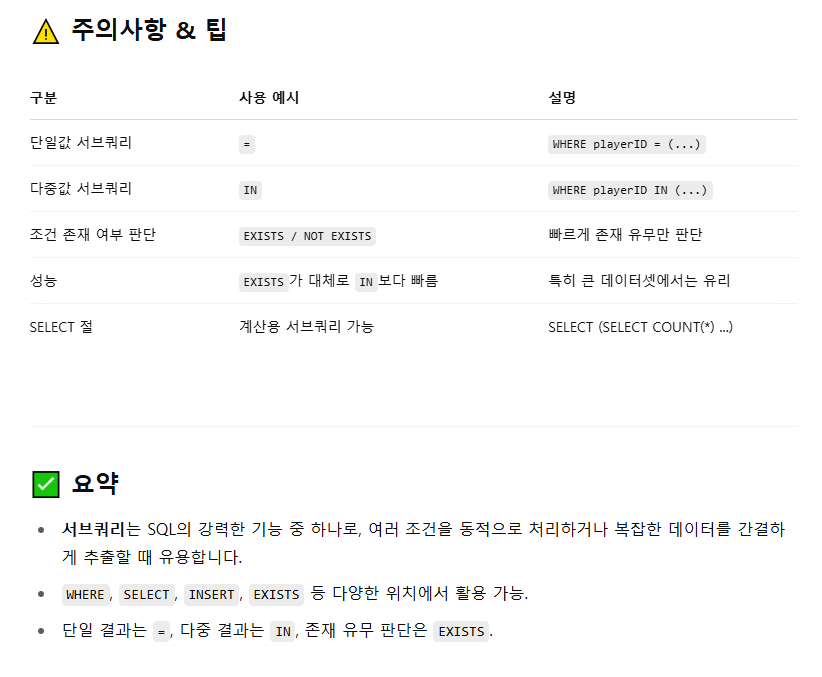 ⚠️ 주의사항 & 팁
구분 사용 예시 설명
단일값 서브쿼리 = WHERE playerID = (...)
다중값 서브쿼리 IN WHERE playerID IN (...)
조건 존재 여부 판단 EXISTS / NOT EXISTS 빠르게 존재 유무만 판단
성능 EXISTS가 대체로 IN보다 빠름 특히 큰 데이터셋에서는 유리
SELECT 절 계산용 서브쿼리 가능 SELECT (SELECT COUNT(*) ...)
✅ 요약
• 서브쿼리는 SQL의 강력한 기능 중 하나로, 여러 조건을 동적으로 처리하거나 복잡한 데이터를 간결하
게 추출할 때 유용합니다.
• WHERE, SELECT, INSERT, EXISTS 등 다양한 위치에서 활용 가능.
• 단일 결과는 =, 다중 결과는 IN, 존재 유무 판단은 EXISTS.